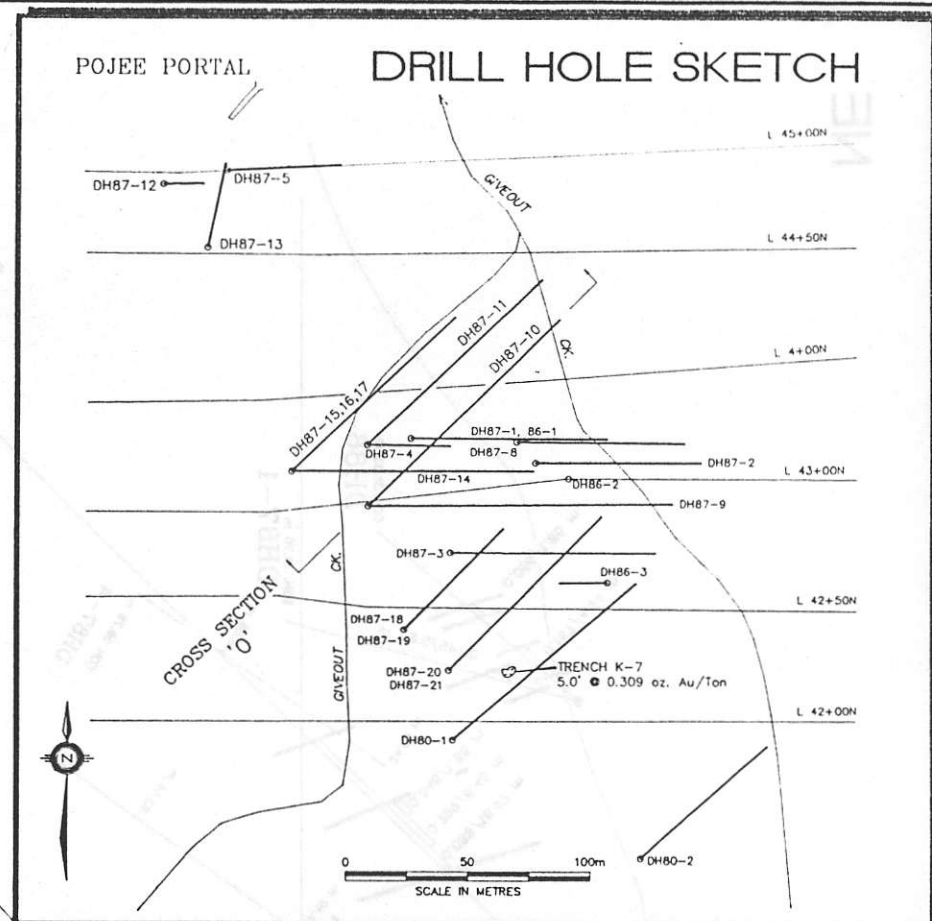 POJEE PORTAL
DRILL HOLE SKETCH
L 45+00N
DH87-12
DH87-5
GIVEOUT
DH87-13
L 44+50N
DH87-11
DH87-10
CK.
L 4+00N
DH87-15,16,17
DH87-1, 86-1
DH87-4
DH87-8
DH87-2
DH87-14
L 43+00N
DH86-2
DH87-9
DH87-3
CK.
DH86-3
CROSS SECTION
'O'
L 42+50N
DH87-18
DH87-19
GIVEOUT
DH87-20
DH87-21
TRENCH K-7
5.0' @ 0.309 oz. Au/Ton
L 42+00N
DH80-1
N
DH80-2
0 50 100m
SCALE IN METRES